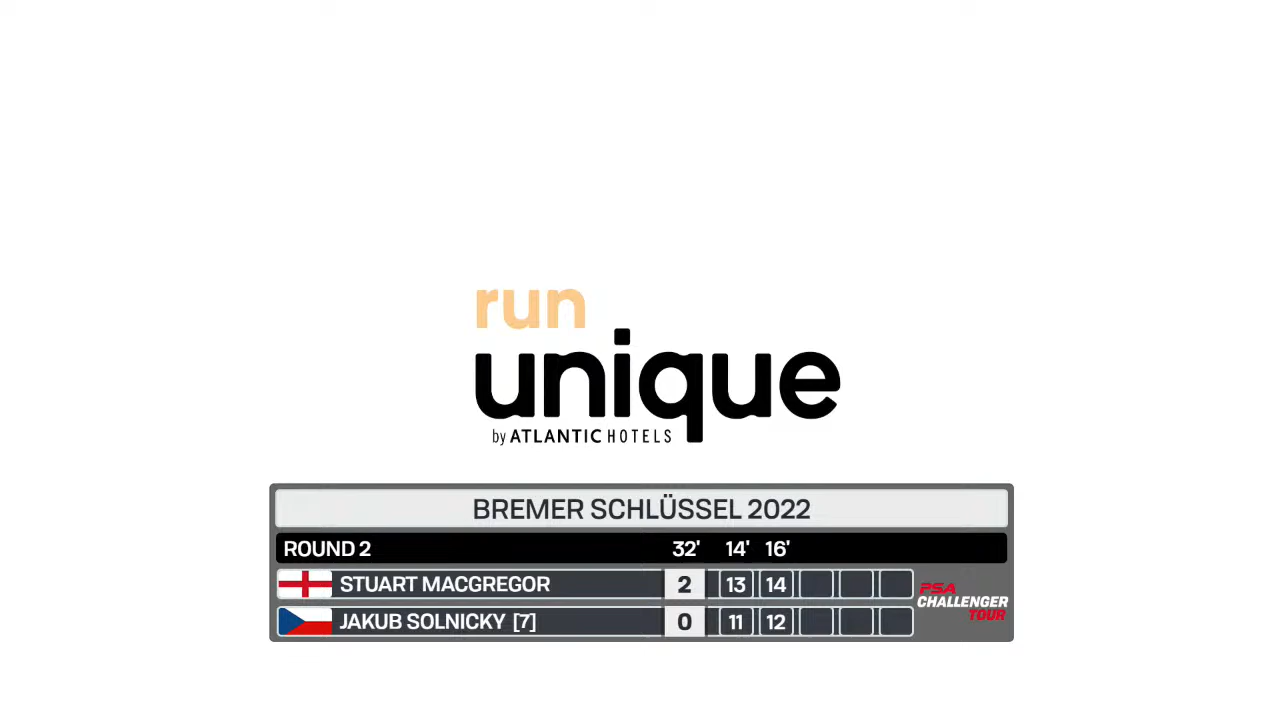 run
unique
by ATLANTIC HOTELS
BREMER SCHLÜSSEL 2022
ROUND 2 32' 14' 16'
STUART MACGREGOR 2 13 14
JAKUB SOLNICKY [7] 0 11 12
PSA
CHALLENGER
TOUR